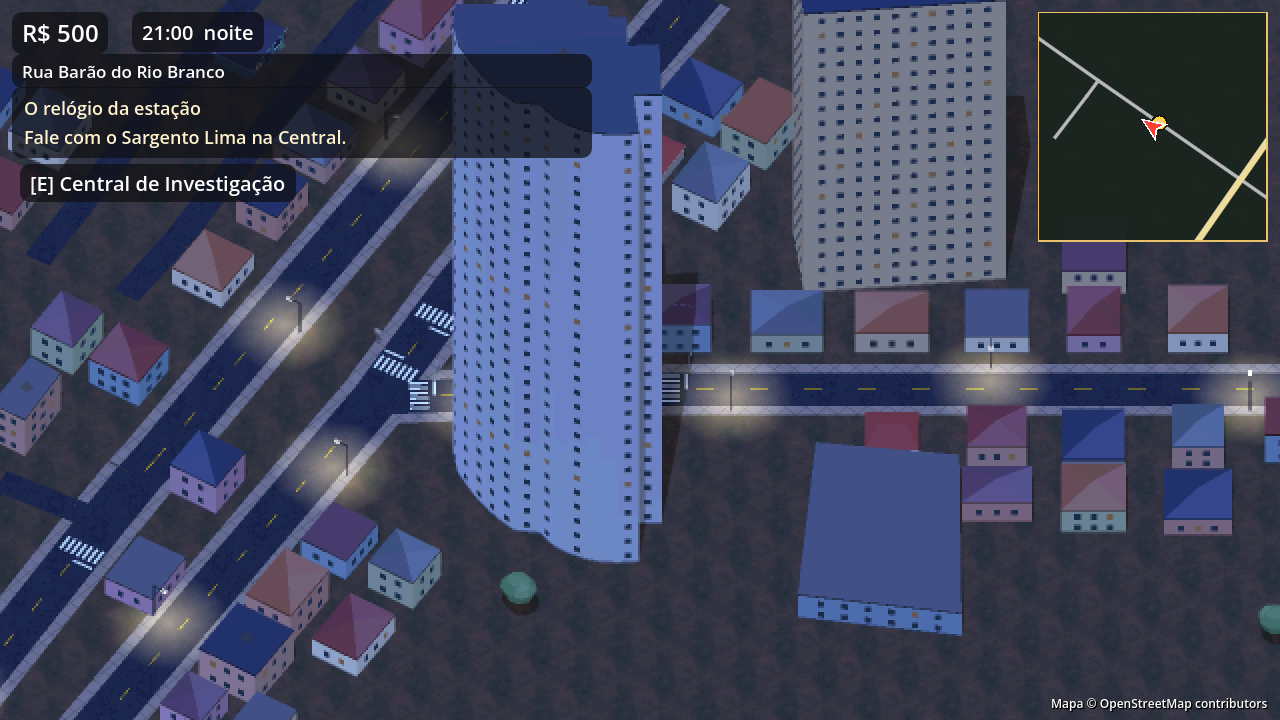 R$ 500
21:00 noite
Rua Barão do Rio Branco
O relógio da estação
Fale com o Sargento Lima na Central.
[E] Central de Investigação
Mapa © OpenStreetMap contributors